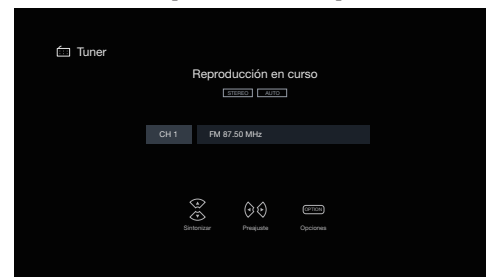 Tuner
Reproducción en curso
STEREO AUTO
CH 1 FM 87.50 MHz
OPTION
Sintonizar Preajuste Opciones